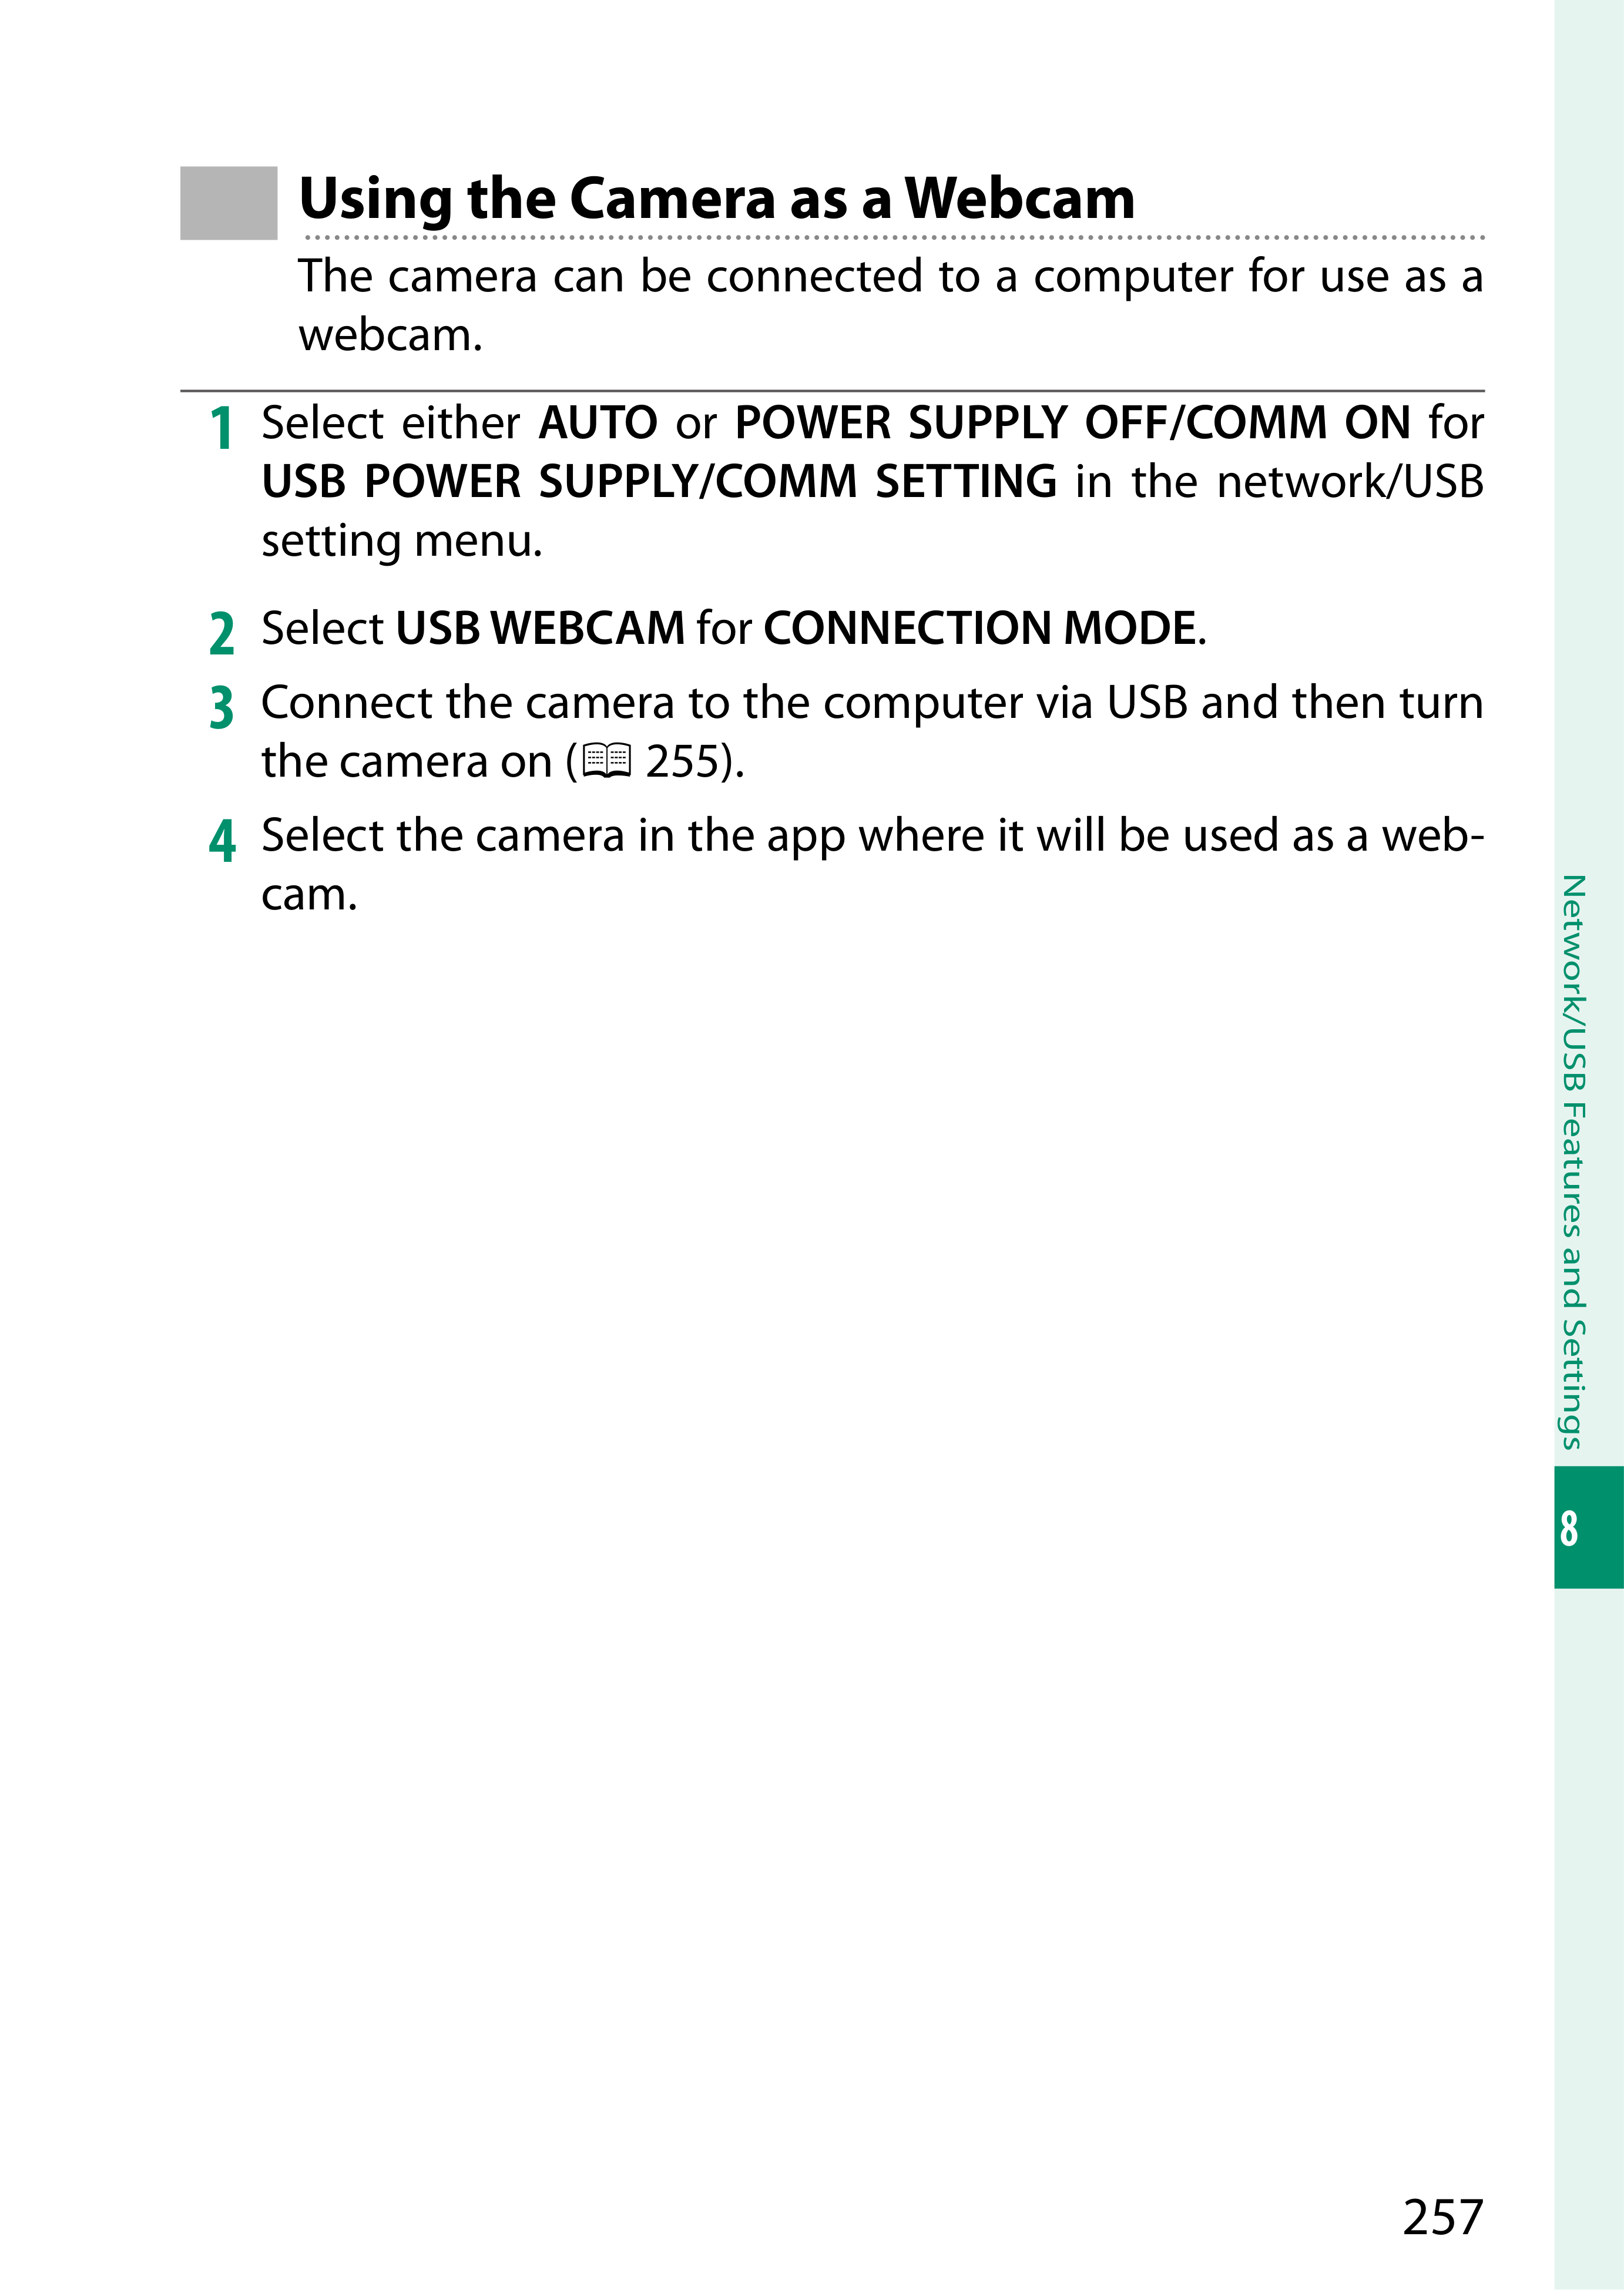 Using the Camera as a Webcam
The camera can be connected to a computer for use as a
webcam.
1 Select either AUTO or POWER SUPPLY OFF/COMM ON for
USB POWER SUPPLY/COMM SETTING in the network/USB
setting menu.
2 Select USB WEBCAM for CONNECTION MODE.
3 Connect the camera to the computer via USB and then turn
the camera on (📖 255).
4 Select the camera in the app where it will be used as a web-
cam.
Network/USB Features and Settings
8
257